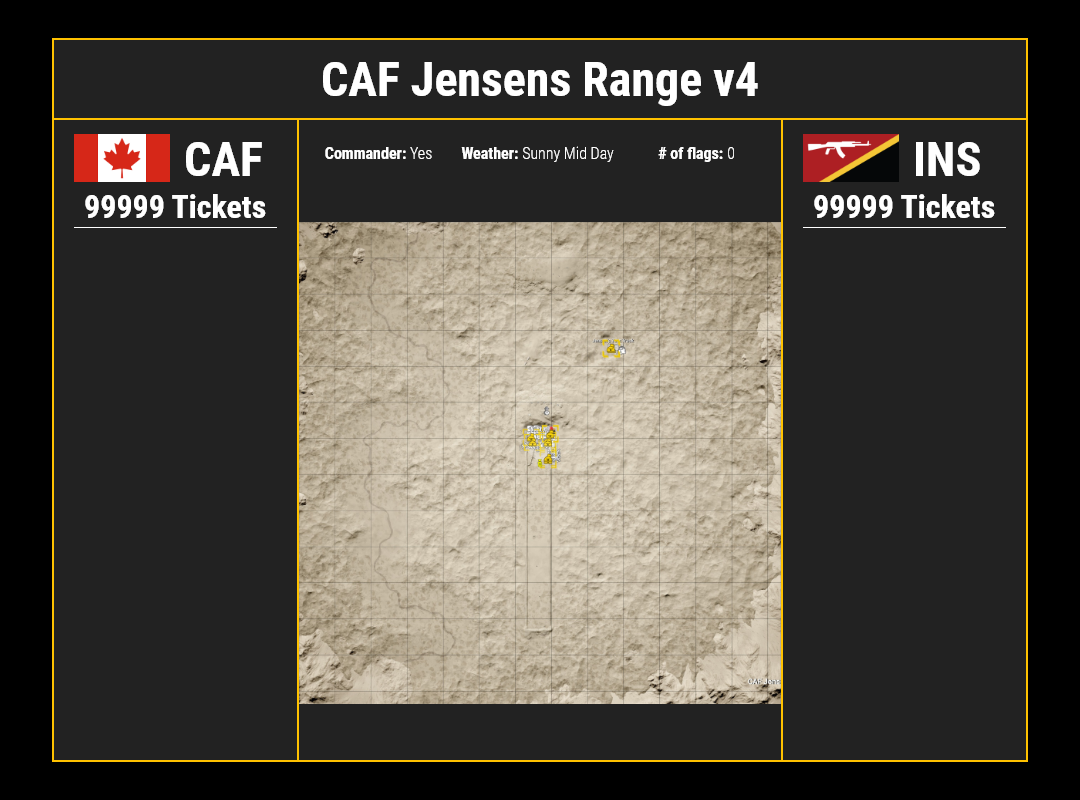 CAF Jensens Range v4
CAF
99999 Tickets
Commander: Yes Weather: Sunny Mid Day # of flags: 0
INS
99999 Tickets